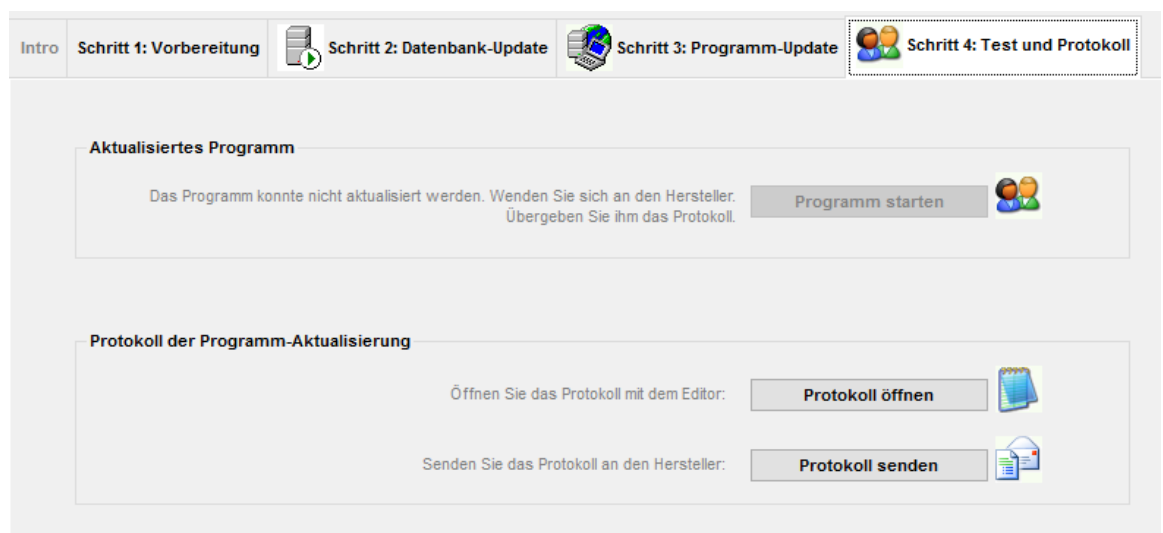 Intro
Schritt 1: Vorbereitung
Schritt 2: Datenbank-Update
Schritt 3: Programm-Update
Schritt 4: Test und Protokoll
Aktualisiertes Programm
Das Programm konnte nicht aktualisiert werden. Wenden Sie sich an den Hersteller.
Übergeben Sie ihm das Protokoll.
Programm starten
Protokoll der Programm-Aktualisierung
Öffnen Sie das Protokoll mit dem Editor:
Protokoll öffnen
Senden Sie das Protokoll an den Hersteller:
Protokoll senden